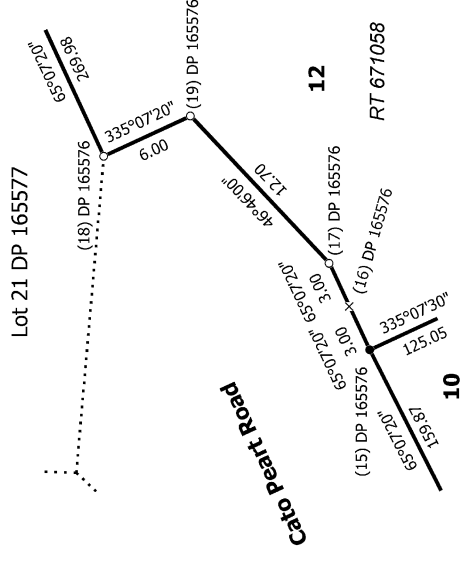 65°07'20"
269.98
Lot 21 DP 165577
(18) DP 165576
335°07'20"
6.00
(19) DP 165576
12
RT 671058
46°46'00"
12.70
(17) DP 165576
65°07'20"
3.00
(16) DP 165576
65°07'20"
3.00
(15) DP 165576
335°07'30"
125.05
Cato Peart Road
65°07'20"
159.87
10